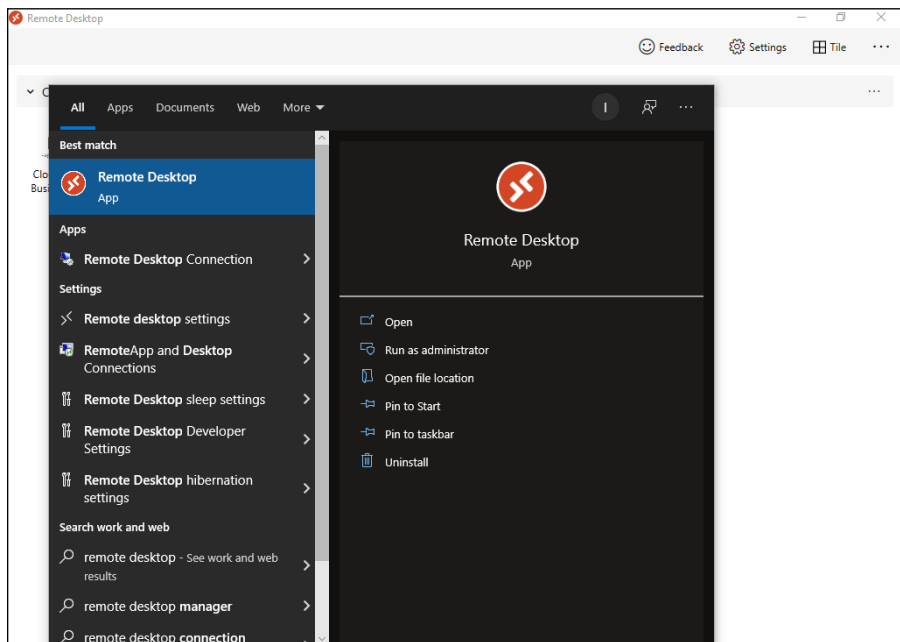 Remote Desktop
Feedback
Settings
Tile
All
Apps
Documents
Web
More
I
Best match
Remote Desktop
App
Apps
Remote Desktop Connection
Settings
Remote desktop settings
RemoteApp and Desktop
Connections
Remote Desktop sleep settings
Remote Desktop Developer
Settings
Remote Desktop hibernation
settings
Search work and web
remote desktop - See work and web
results
remote desktop manager
remote desktop connection
Remote Desktop
App
Open
Run as administrator
Open file location
Pin to Start
Pin to taskbar
Uninstall